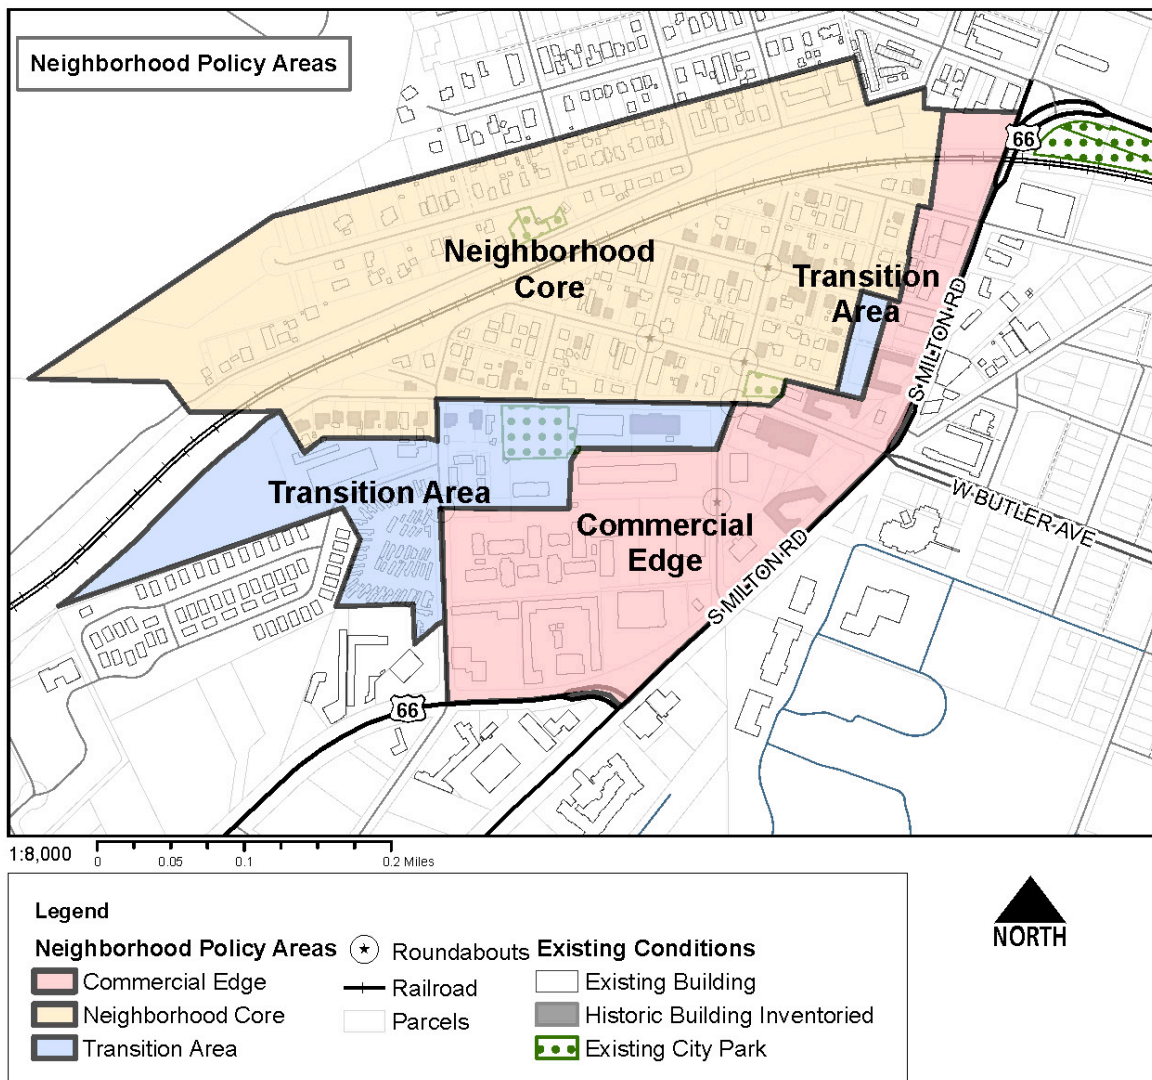 Neighborhood Policy Areas
66
Neighborhood
Core
Transition
Area
S MILTON RD
Transition Area
Commercial
Edge
W BUTLER AVE
S MILTON RD
66
1:8,000
0 0.05 0.1 0.2 Miles
NORTH
Legend
Neighborhood Policy Areas
Commercial Edge
Neighborhood Core
Transition Area
Roundabouts
Railroad
Parcels
Existing Conditions
Existing Building
Historic Building Inventoried
Existing City Park